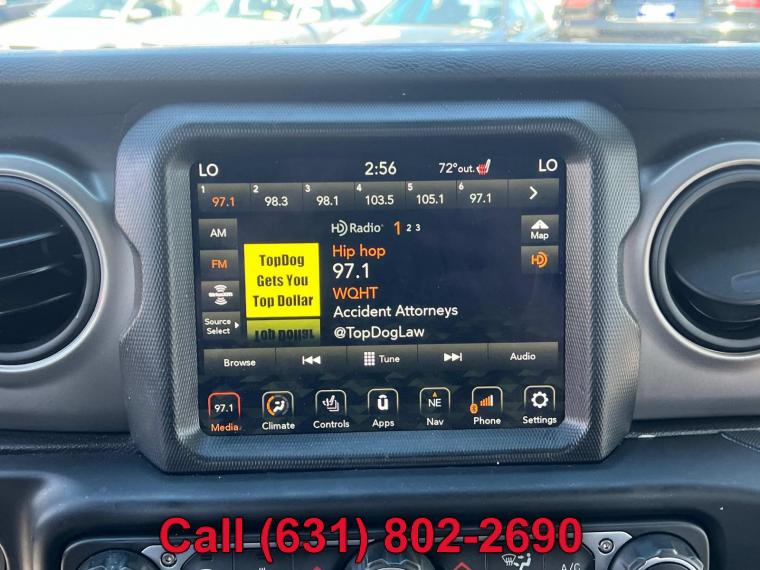 LO 2:56 72°out. LO
1 97.1 2 98.3 3 98.1 4 103.5 5 105.1 6 97.1
AM
FM
SiriusXM
Source
Select
TopDog
Gets You
Top Dollar
HD Radio 1 2 3
Hip hop
97.1
WQHT
Accident Attorneys
@TopDogLaw
Map
HD
Browse Tune Audio
97.1 NE
Media Climate Controls Apps Nav Phone Settings
Call (631) 802-2690
A/C